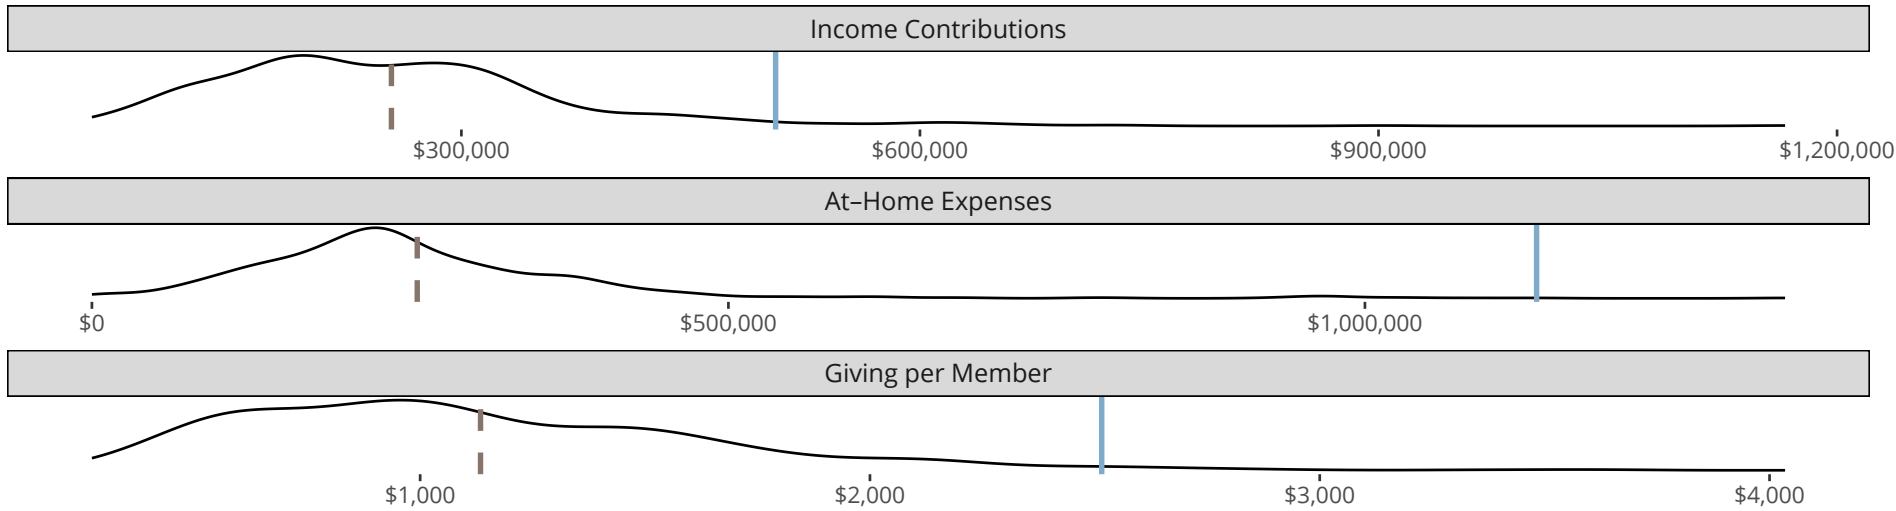 Income Contributions
$300,000 $600,000 $900,000 $1,200,000
At–Home Expenses
$0 $500,000 $1,000,000
Giving per Member
$1,000 $2,000 $3,000 $4,000